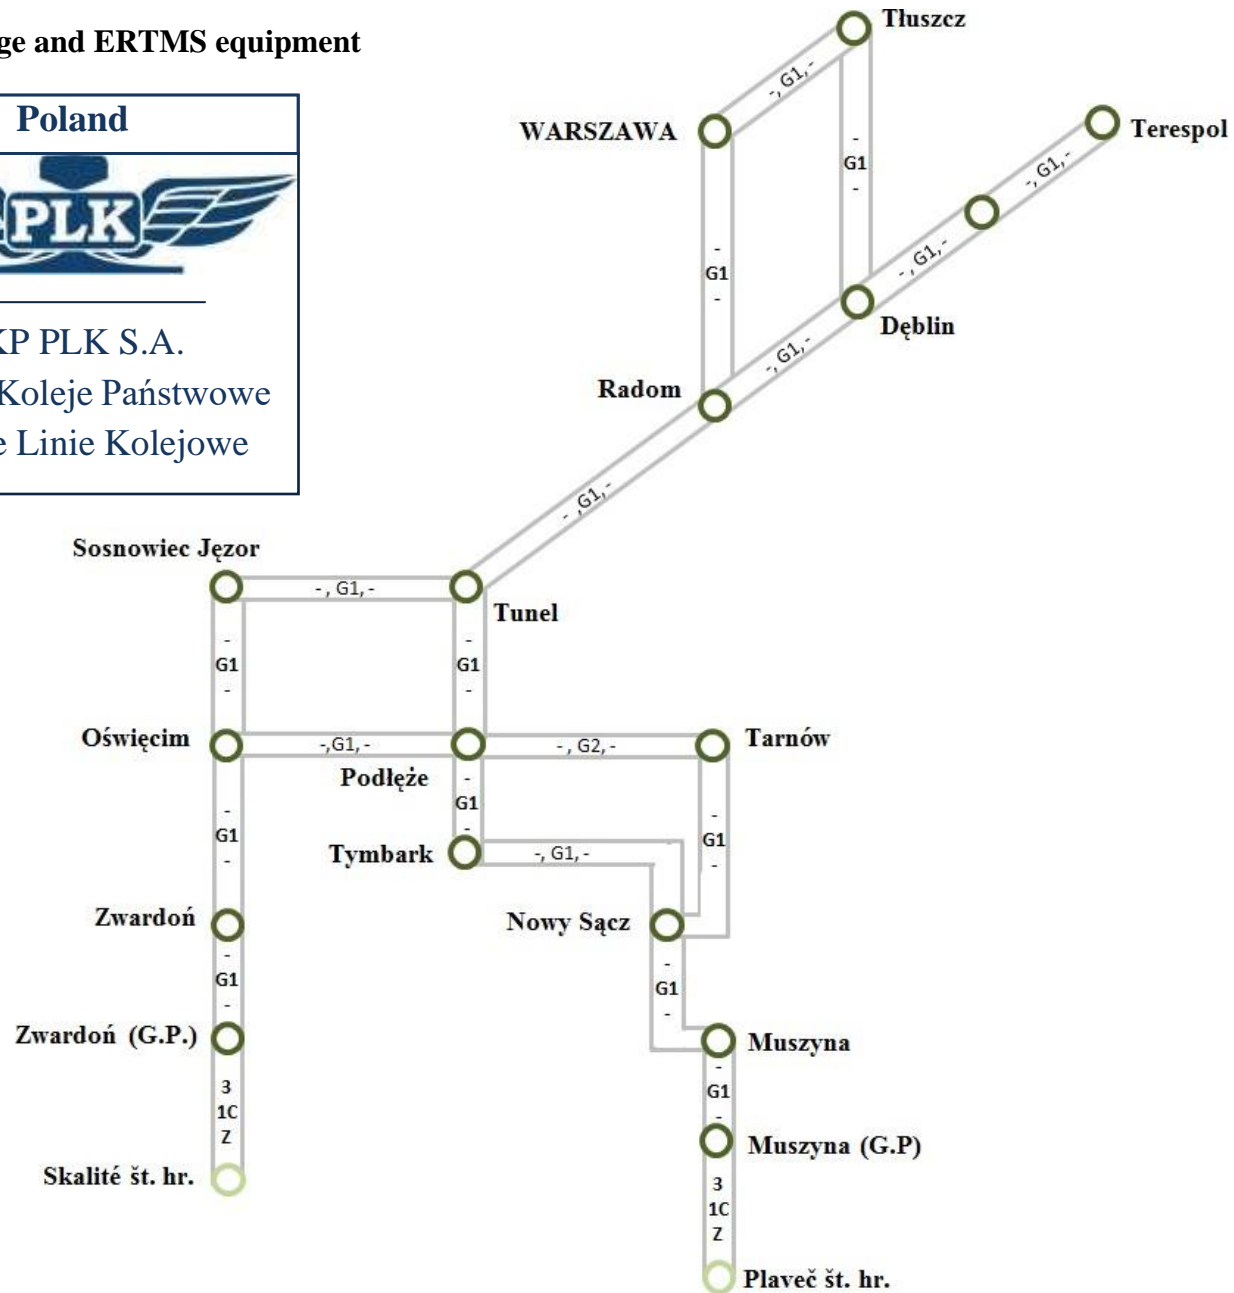 ge and ERTMS equipment
Poland
PLK
KP PLK S.A.
Koleje Państwowe
e Linie Kolejowe
Tłuszcz
-, G1, -
WARSZAWA
Terespol
-, G1, -
-
G1
-
-, G1, -
-
G1
-
Dęblin
-, G1, -
Radom
- ,G1, -
Sosnowiec Jęzor
- , G1, -
Tunel
-
G1
-
-
G1
-
Oświęcim
-,G1, -
- , G2, -
Tarnów
Podłęże
-
G1
-
-
G1
-
-
G1
-
Tymbark
-, G1, -
Zwardoń
Nowy Sącz
-
G1
-
-
G1
-
Zwardoń (G.P.)
Muszyna
-
G1
-
3
1C
Z
Muszyna (G.P)
Skalité št. hr.
3
1C
Z
Plaveč št. hr.